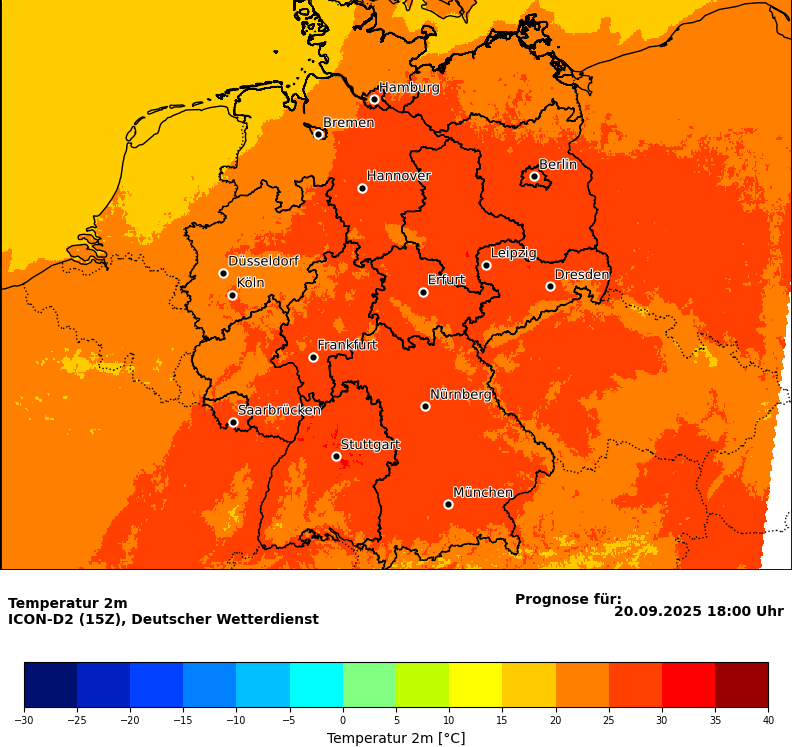 Hamburg
Bremen
Berlin
Hannover
Leipzig
Düsseldorf
Dresden
Köln
Erfurt
Frankfurt
Nürnberg
Saarbrücken
Stuttgart
München
Temperatur 2m
ICON-D2 (15Z), Deutscher Wetterdienst
Prognose für:
20.09.2025 18:00 Uhr
−30 −25 −20 −15 −10 −5 0 5 10 15 20 25 30 35 40
Temperatur 2m [°C]